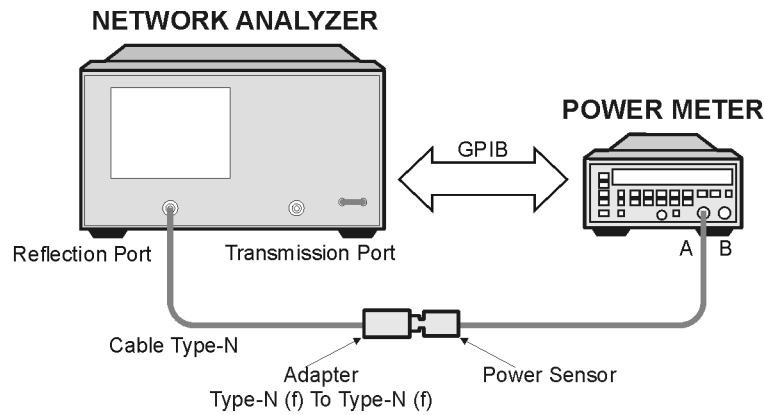 NETWORK ANALYZER
POWER METER
GPIB
A B
Reflection Port
Transmission Port
Cable Type-N
Adapter
Type-N (f) To Type-N (f)
Power Sensor